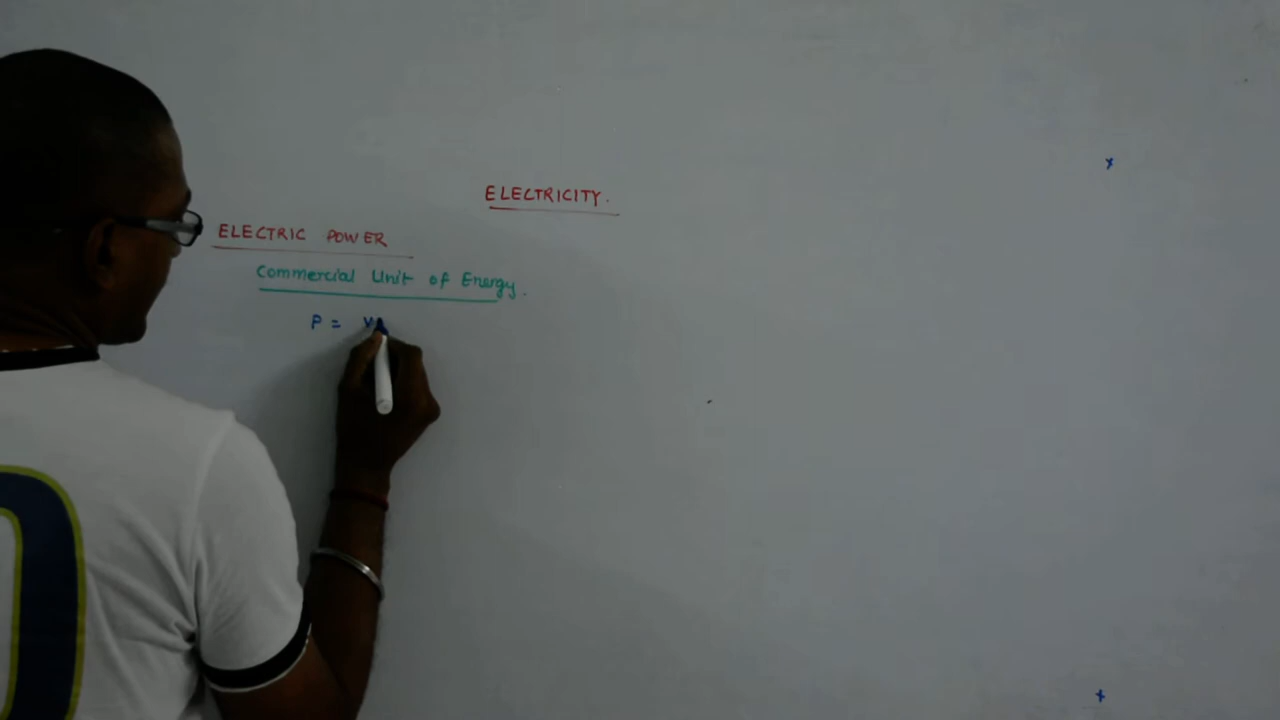 ELECTRICITY.
ELECTRIC POWER
Commercial Unit of Energy.
P = V